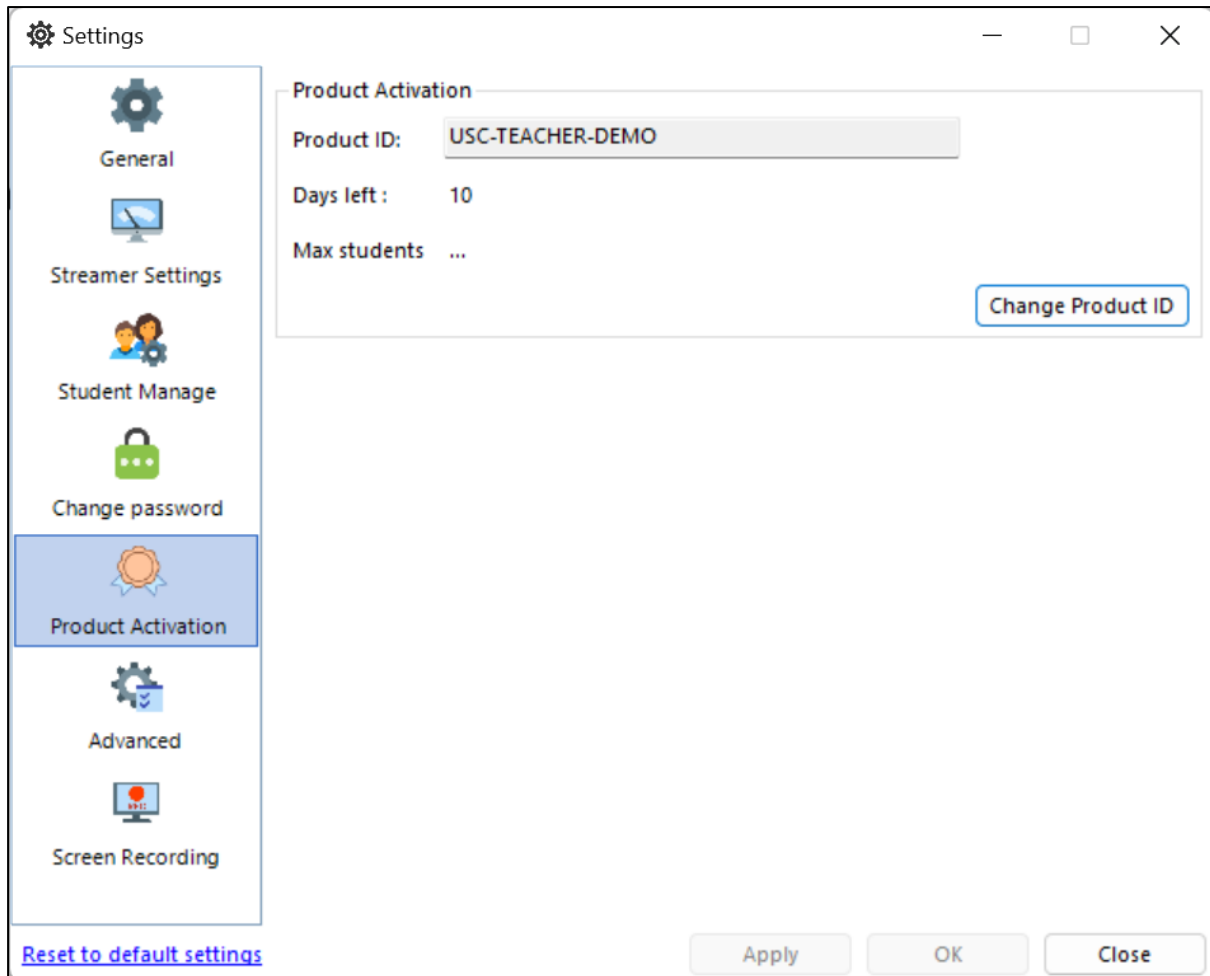 Settings
General
Streamer Settings
Student Manage
Change password
Product Activation
Advanced
Screen Recording
Reset to default settings
Product Activation
Product ID: USC-TEACHER-DEMO
Days left : 10
Max students ...
Change Product ID
Apply OK Close